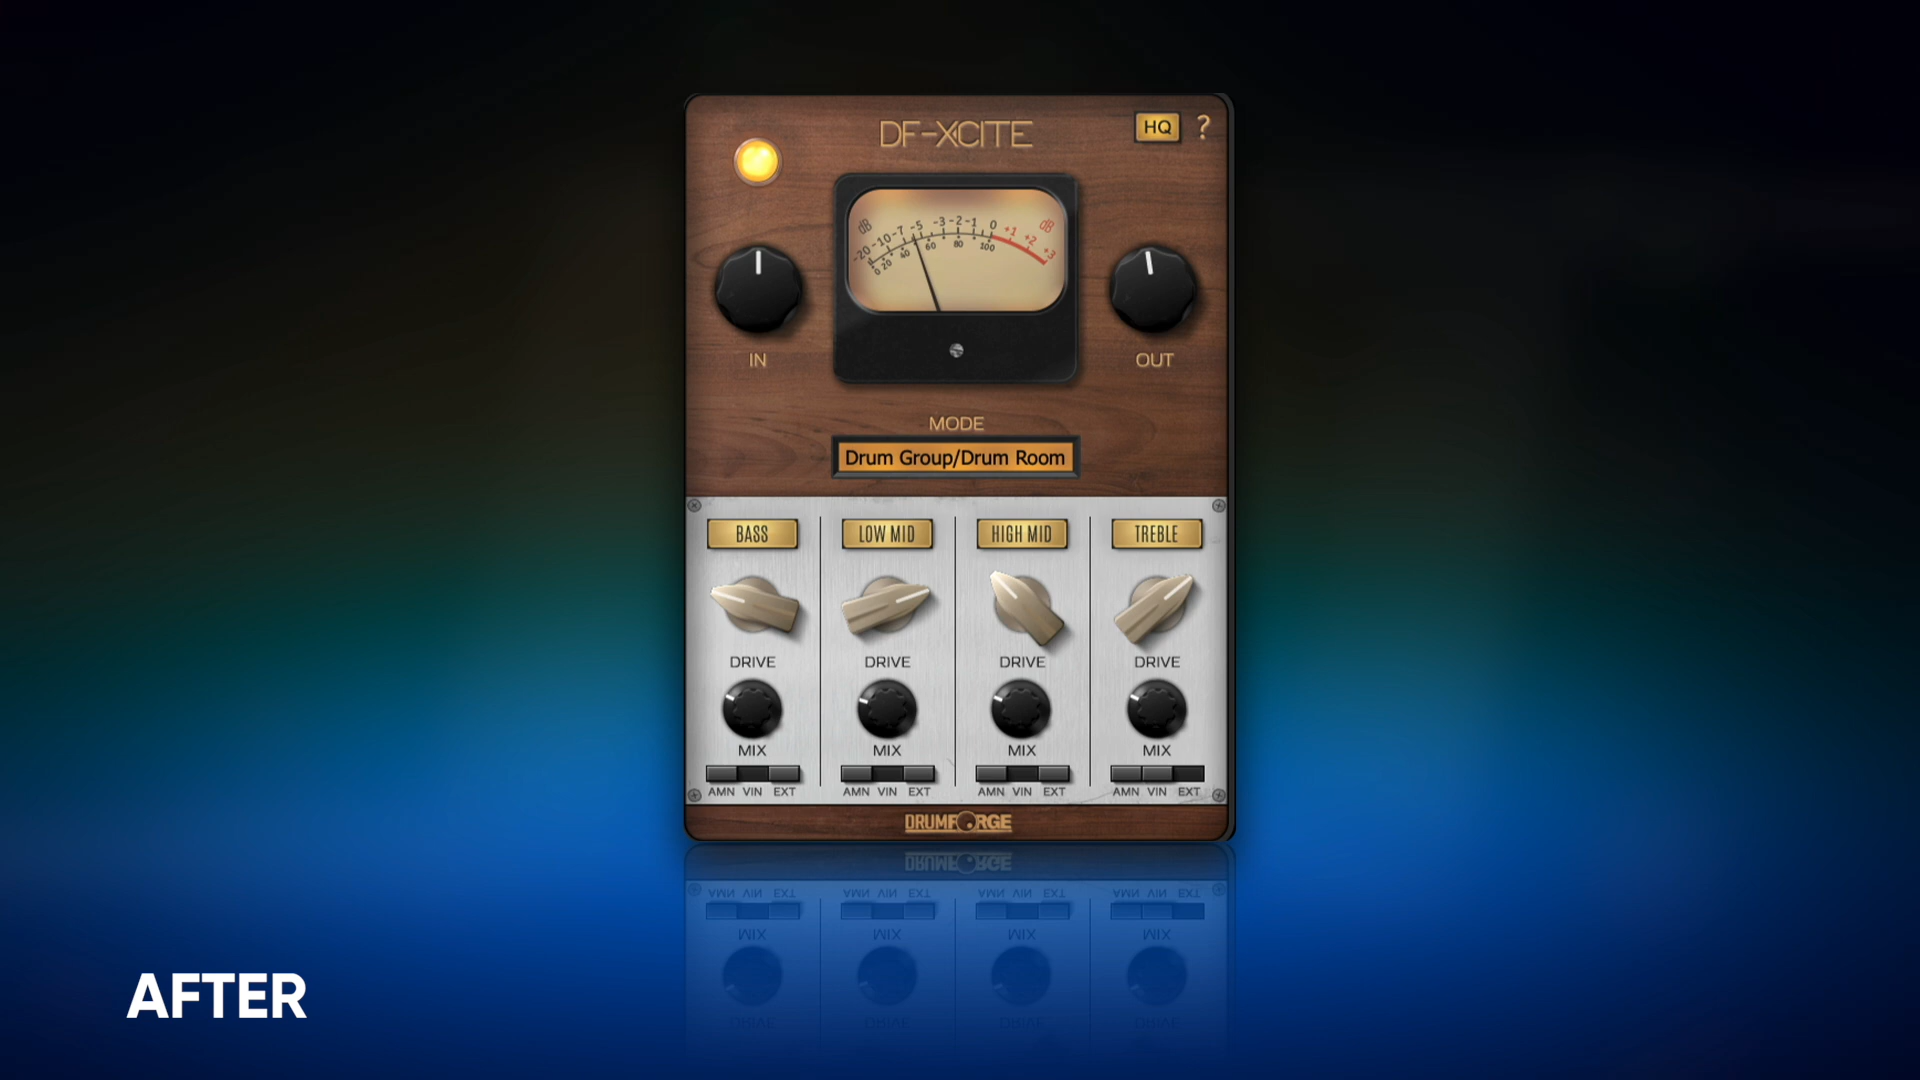 DF-XCITE
HQ ?
dB -20 -10 -7 -5 -3 -2 -1 0 +1 +2 +3 dB
0 20 40 60 80 100
IN
OUT
MODE
Drum Group/Drum Room
BASS LOW MID HIGH MID TREBLE
DRIVE DRIVE DRIVE DRIVE
MIX MIX MIX MIX
AMN VIN EXT AMN VIN EXT AMN VIN EXT AMN VIN EXT
DRUMFORGE
AFTER